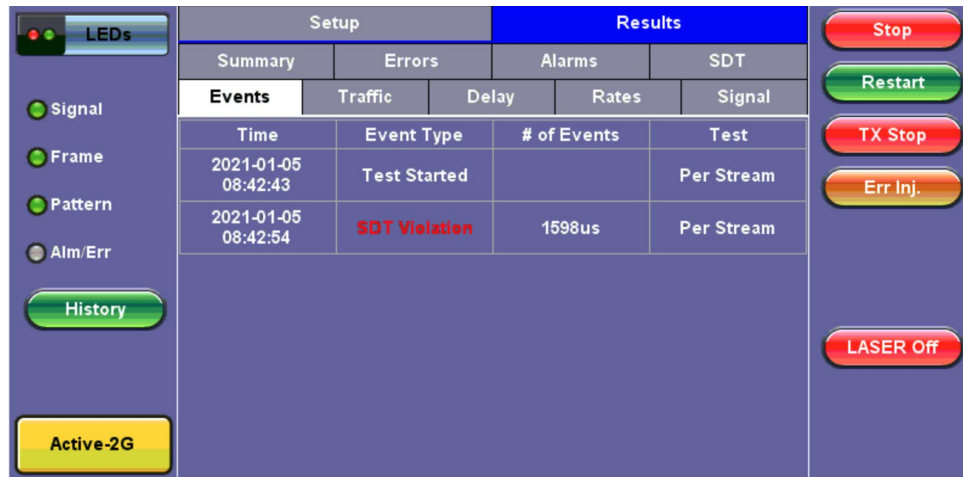 LEDs
Setup
Results
Stop
Summary
Errors
Alarms
SDT
Restart
Events
Traffic
Delay
Rates
Signal
Signal
Time
Event Type
# of Events
Test
TX Stop
Frame
2021-01-05
08:42:43
Test Started
Per Stream
Err Inj.
Pattern
2021-01-05
08:42:54
SDT Violation
1598us
Per Stream
Alm/Err
History
LASER Off
Active-2G